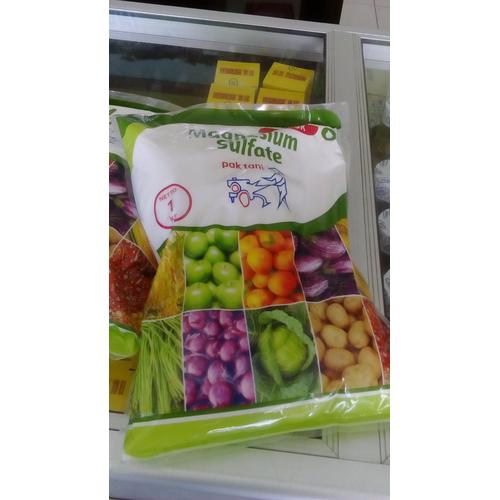 Magnesium
Sulfate
pak tani
NETTO
1